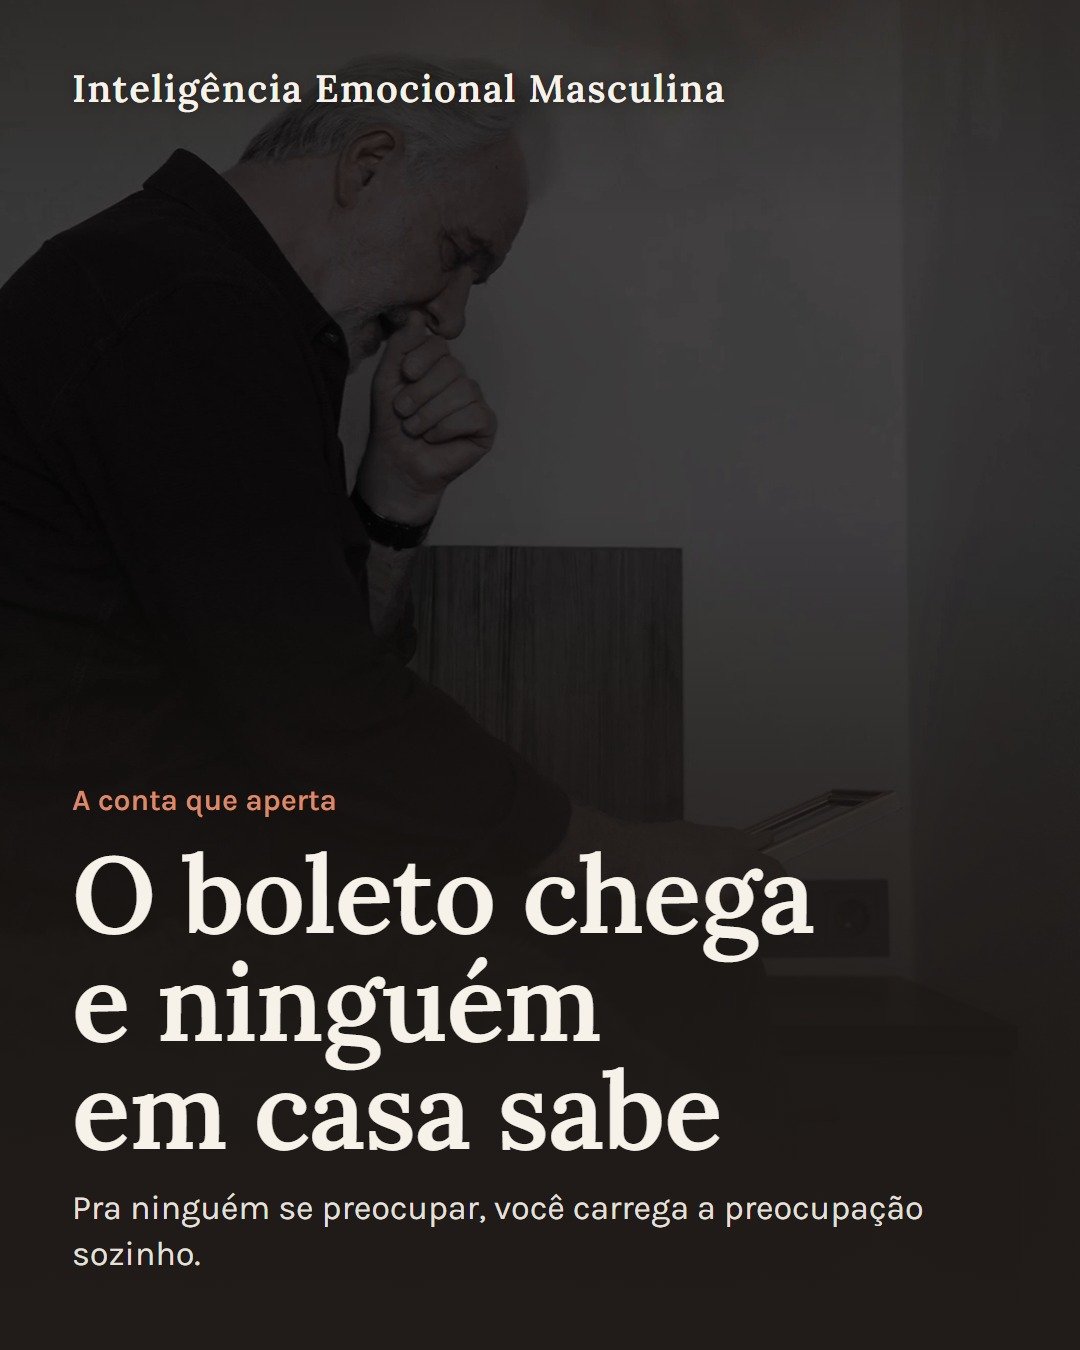 Inteligência Emocional Masculina
A conta que aperta
O boleto chega
e ninguém
em casa sabe
Pra ninguém se preocupar, você carrega a preocupação
sozinho.